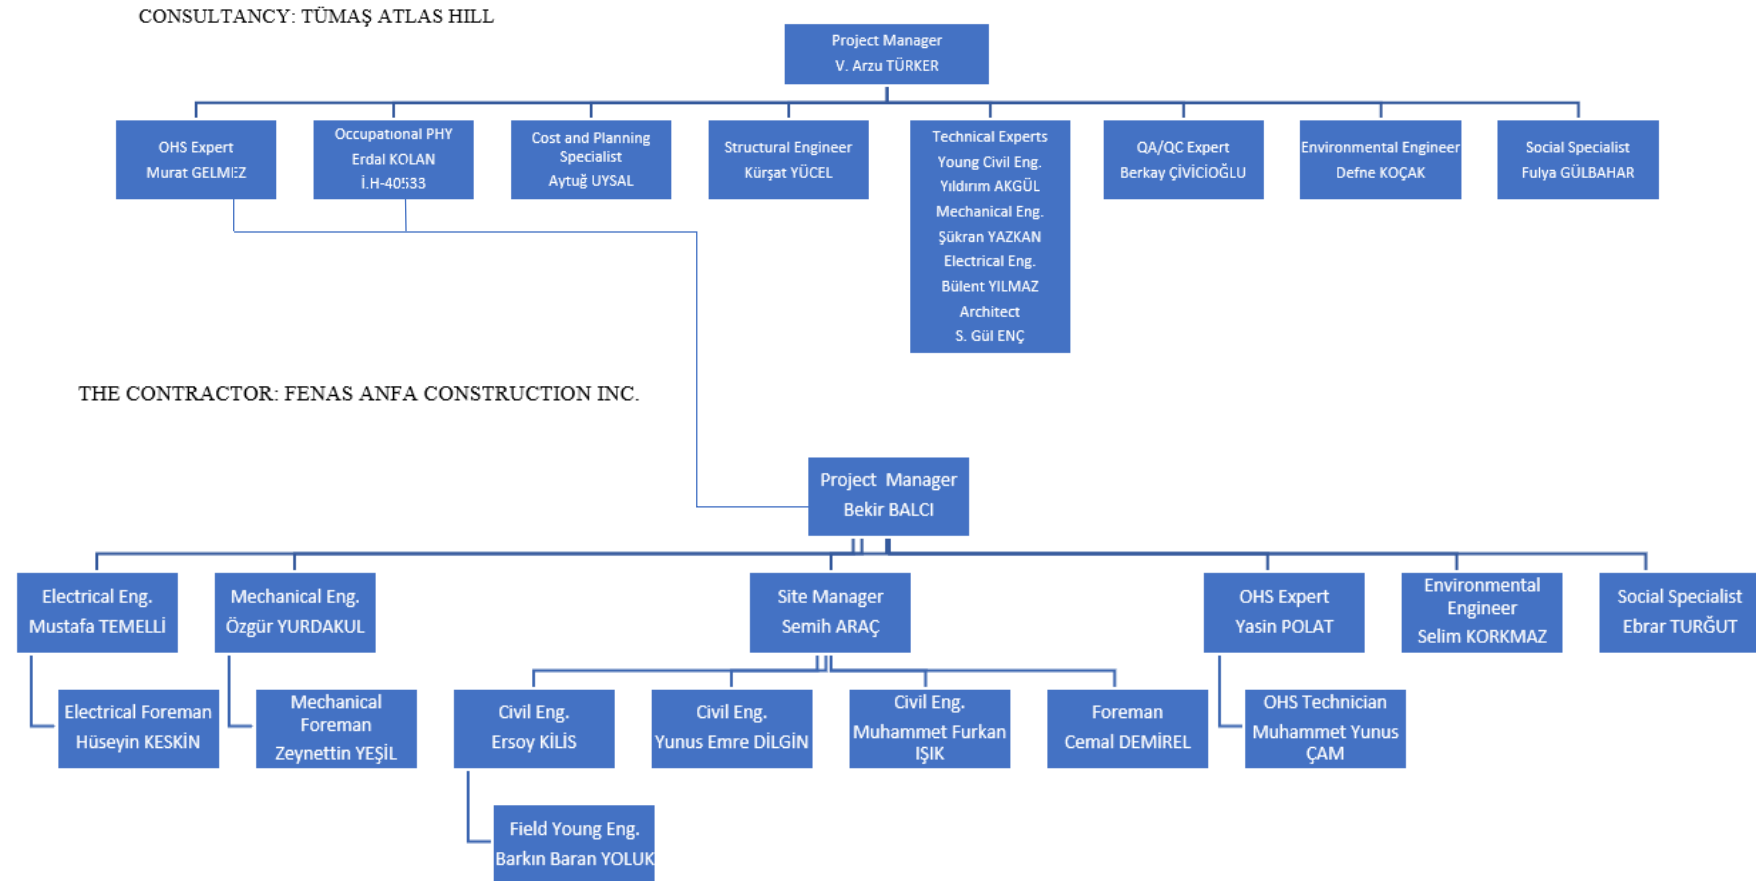 CONSULTANCY: TÜMAŞ ATLAS HILL
Project Manager
V. Arzu TÜRKER
OHS Expert
Murat GELMEZ
Occupational PHY
Erdal KOLAN
İ.H-40533
Cost and Planning
Specialist
Aytuğ UYSAL
Structural Engineer
Kürşat YÜCEL
Technical Experts
Young Civil Eng.
Yıldırım AKGÜL
Mechanical Eng.
Şükran YAZKAN
Electrical Eng.
Bülent YILMAZ
Architect
S. Gül ENÇ
QA/QC Expert
Berkay ÇİVİCİOĞLU
Environmental Engineer
Defne KOÇAK
Social Specialist
Fulya GÜLBAHAR
THE CONTRACTOR: FENAS ANFA CONSTRUCTION INC.
Project Manager
Bekir BALCI
Electrical Eng.
Mustafa TEMELLİ
Mechanical Eng.
Özgür YURDAKUL
Site Manager
Semih ARAÇ
OHS Expert
Yasin POLAT
Environmental
Engineer
Selim KORKMAZ
Social Specialist
Ebrar TURĞUT
Electrical Foreman
Hüseyin KESKİN
Mechanical
Foreman
Zeynettin YEŞİL
Civil Eng.
Ersoy KİLİS
Civil Eng.
Yunus Emre DİLGİN
Civil Eng.
Muhammet Furkan
IŞIK
Foreman
Cemal DEMİREL
OHS Technician
Muhammet Yunus
ÇAM
Field Young Eng.
Barkın Baran YOLUK